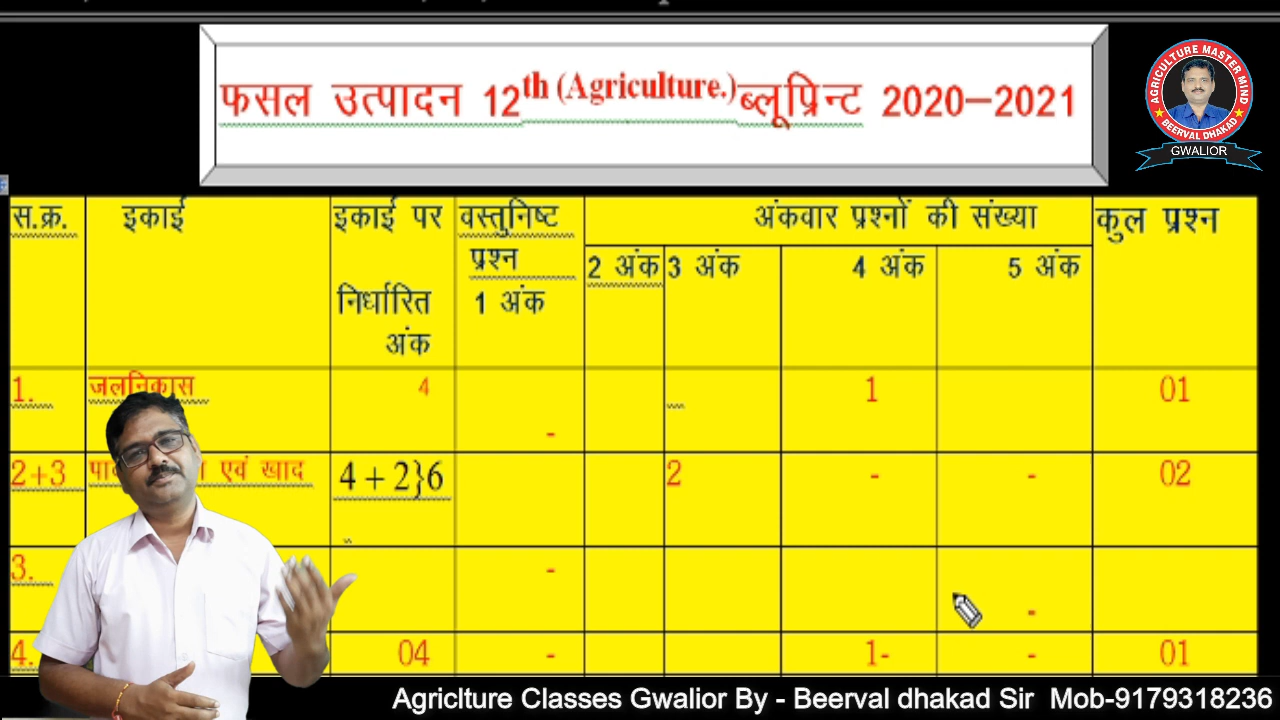 फसल उत्पादन 12th (Agriculture.) ब्लूप्रिन्ट 2020-2021
AGRICULTURE MASTER MIND
BEERVAL DHAKAD
GWALIOR
स.क्र. इकाई इकाई पर निर्धारित अंक वस्तुनिष्ट प्रश्न 1 अंक अंकवार प्रश्नों की संख्या कुल प्रश्न
2 अंक 3 अंक 4 अंक 5 अंक
1. जलनिकास 4 - 1 01
2+3 एवं खाद 4+2}6 2 - - 02
3. - -
4. 04 - 1- - 01
Agriclture Classes Gwalior By - Beerval dhakad Sir Mob-9179318236